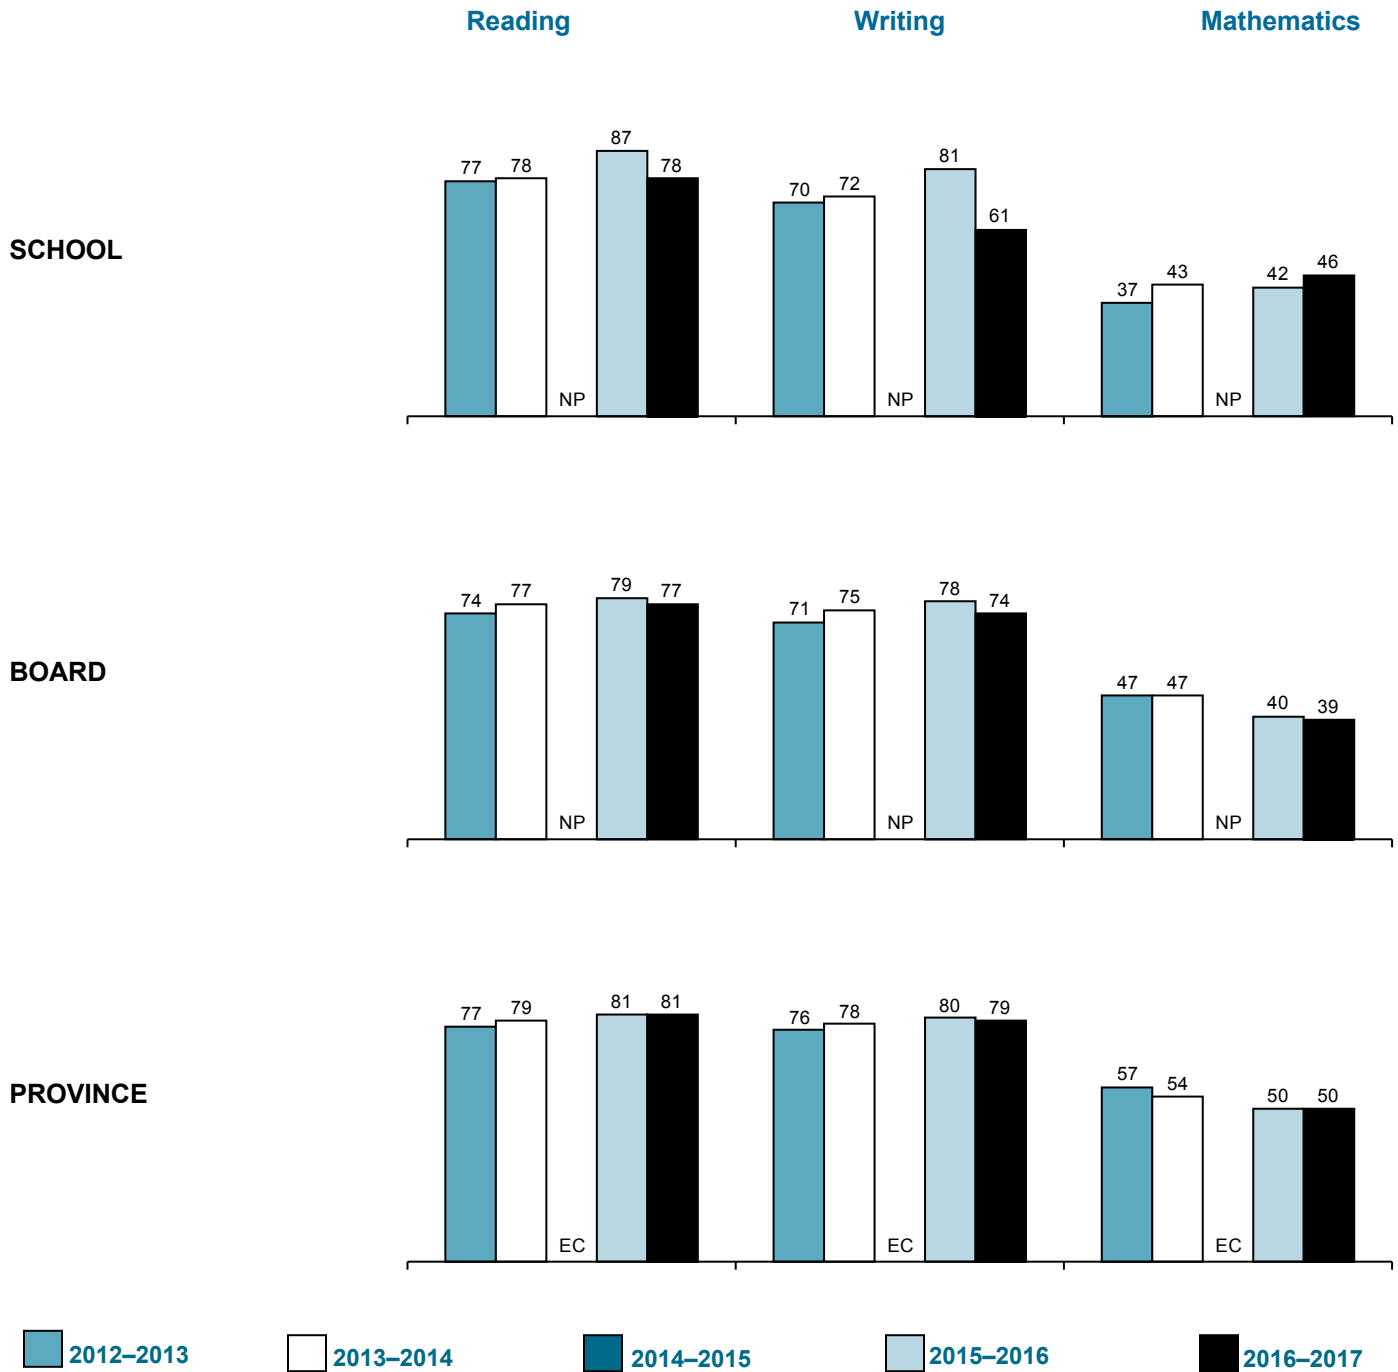 Reading Writing Mathematics
SCHOOL
77 78 NP 87 78 70 72 NP 81 61 37 43 NP 42 46
BOARD
74 77 NP 79 77 71 75 NP 78 74 47 47 NP 40 39
PROVINCE
77 79 EC 81 81 76 78 EC 80 79 57 54 EC 50 50
2012–2013 2013–2014 2014–2015 2015–2016 2016–2017